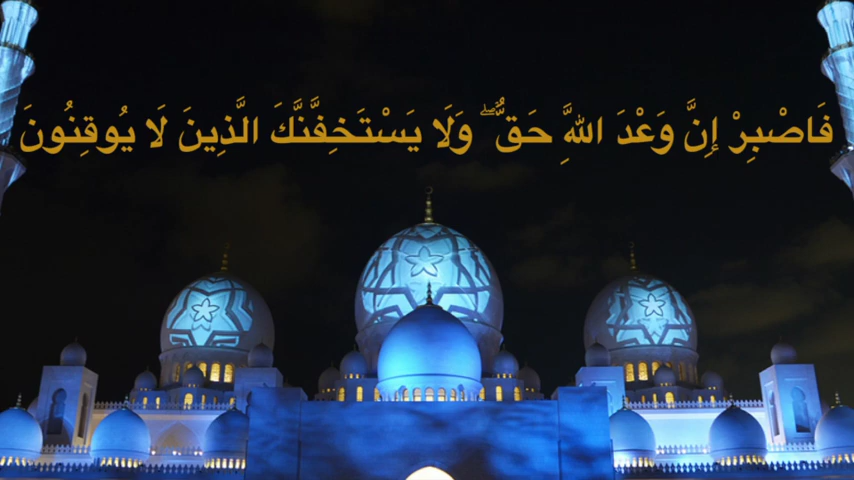 فَاصْبِرْ إِنَّ وَعْدَ اللَّهِ حَقٌّ ۖ وَلَا يَسْتَخِفَّنَّكَ الَّذِينَ لَا يُوقِنُونَ